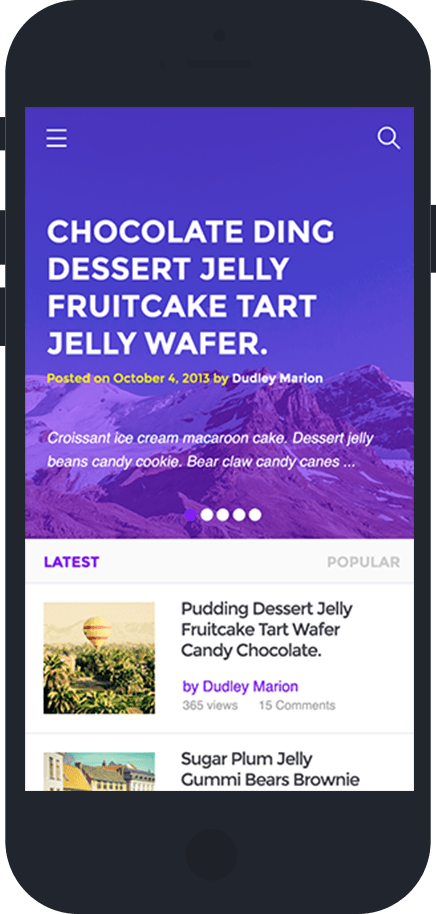 CHOCOLATE DING
DESSERT JELLY
FRUITCAKE TART
JELLY WAFER.
Posted on October 4, 2013 by Dudley Marion
Croissant ice cream macaroon cake. Dessert jelly
beans candy cookie. Bear claw candy canes ...
LATEST
POPULAR
Pudding Dessert Jelly
Fruitcake Tart Wafer
Candy Chocolate.
by Dudley Marion
365 views 15 Comments
Sugar Plum Jelly
Gummi Bears Brownie